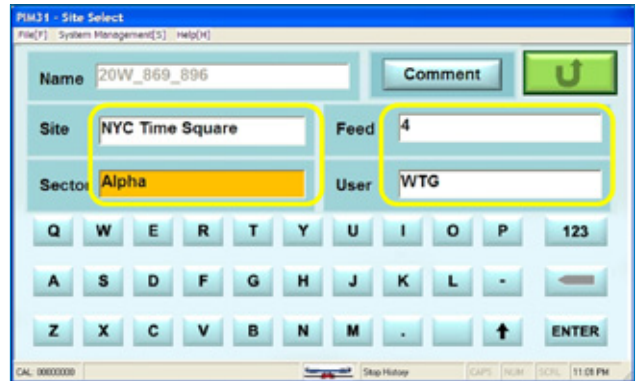 PIM31 - Site Select
File[F] System Management[S] Help[H]
Name 20W_869_896 Comment
Site NYC Time Square Feed 4
Sector Alpha User WTG
Q W E R T Y U I O P 123
A S D F G H J K L -
Z X C V B N M . ENTER
CAL: 00000000 Stop History CAPS NUM SCRL 11:01 PM